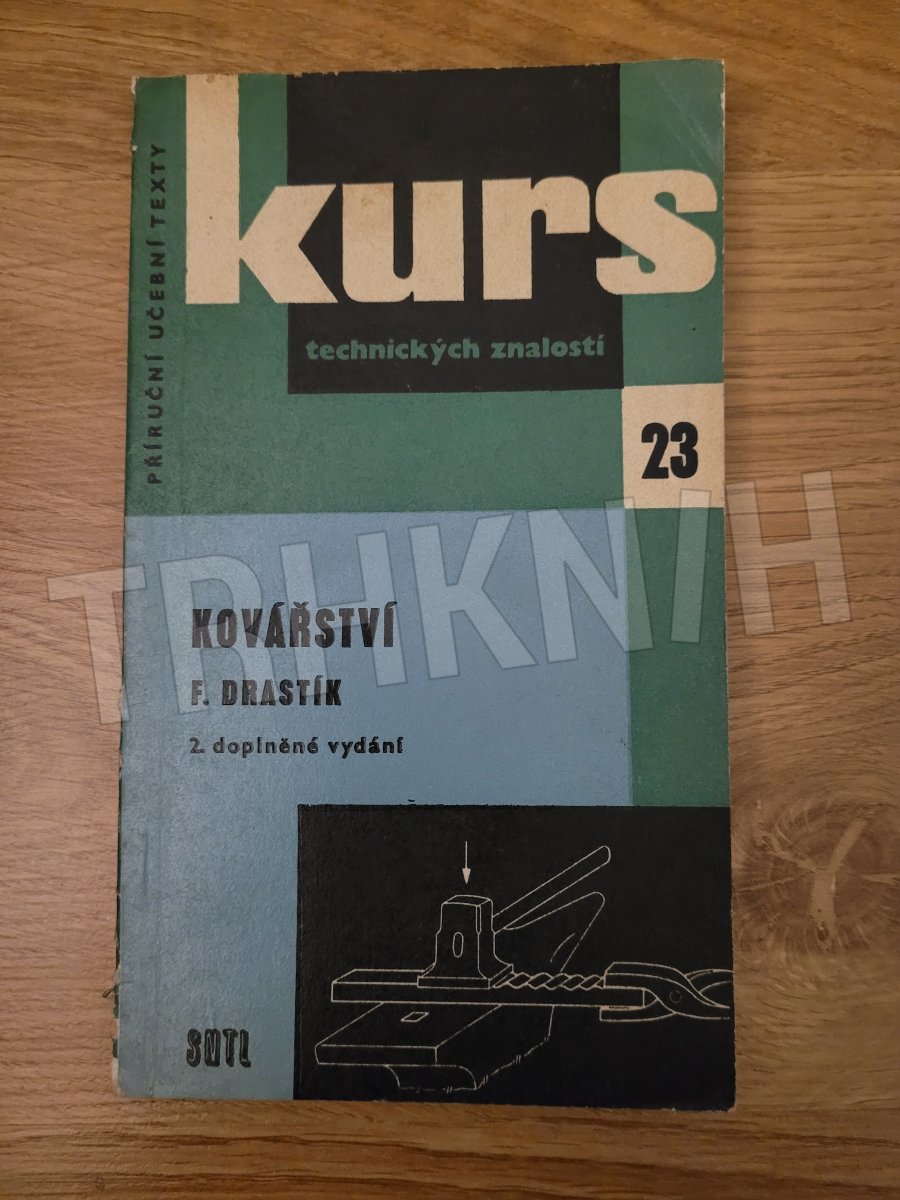 PŘÍRUČNÍ UČEBNÍ TEXTY
kurs
technických znalostí
23
TRHKNIH
KOVÁŘSTVÍ
F. DRASTÍK
2. doplněné vydání
SNTL